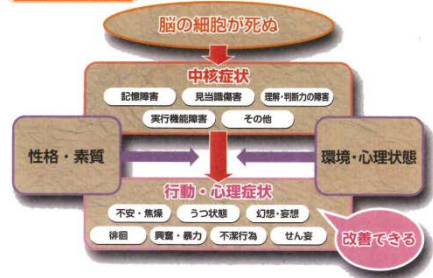 脳の細胞が死ぬ
中核症状
記憶障害 見当識傷害 理解・判断力の障害
実行機能障害 その他
性格・素質
環境・心理状態
行動・心理症状
不安・焦燥 うつ状態 幻想・妄想
徘徊 興奮・暴力 不潔行為 せん妄
改善できる